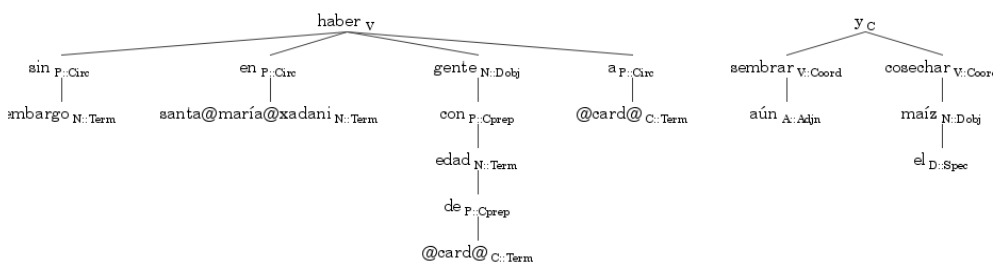 haber V y C
sin P::Circ en P::Circ gente N::Dobj a P::Circ sembrar V::Coord cosechar V::Coor
embargo N::Term santa@maría@xadani N::Term con P::Cprep @card@ C::Term aún A::Adjn maíz N::Dobj
edad N::Term el D::Spec
de P::Cprep
@card@ C::Term